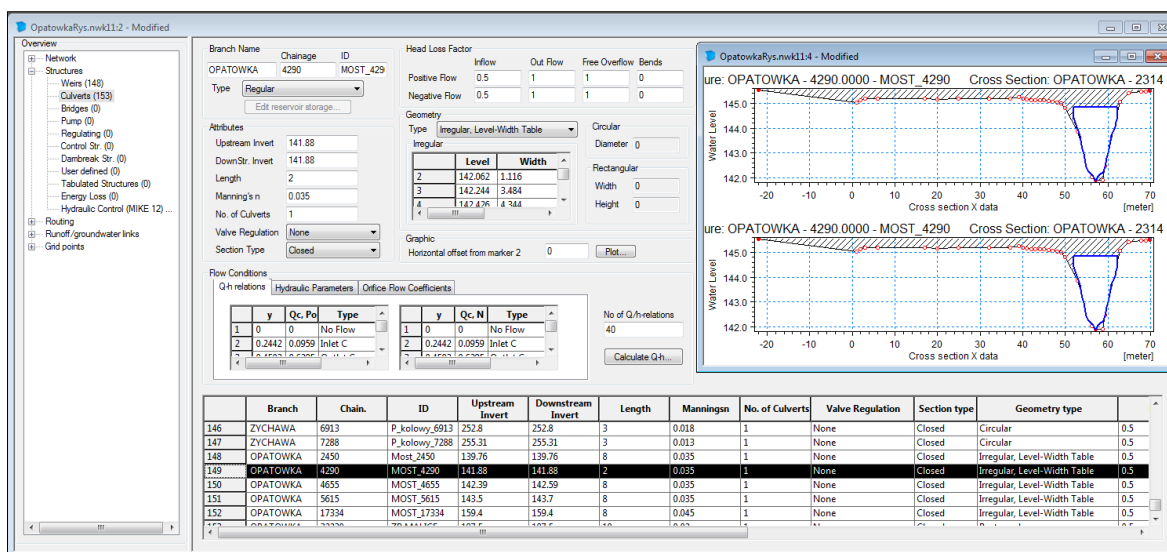 OpatowkaRys.nwk11:2 - Modified
Overview
Network
Structures
Weirs (148)
Culverts (153)
Bridges (0)
Pump (0)
Regulating (0)
Control Str. (0)
Dambreak Str. (0)
User defined (0)
Tabulated Structures (0)
Energy Loss (0)
Hydraulic Control (MIKE 12) ...
Routing
Runoff/groundwater links
Grid points
Branch Name
Chainage ID
OPATOWKA 4290 MOST_429
Type Regular
Edit reservoir storage...
Attributes
Upstream Invert 141.88
DownStr. Invert 141.88
Length 2
Manning's n 0.035
No. of Culverts 1
Valve Regulation None
Section Type Closed
Head Loss Factor
Inflow Out Flow Free Overflow Bends
Positive Flow 0.5 1 1 0
Negative Flow 0.5 1 1 0
Geometry
Type Irregular, Level-Width Table
Irregular
Level Width
2 142.062 1.116
3 142.244 3.484
4 142.426 4.344
Circular
Diameter 0
Rectangular
Width 0
Height 0
Graphic
Horizontal offset from marker 2 0 Plot...
Flow Conditions
Q-h relations Hydraulic Parameters Orifice Flow Coefficients
y Qc, Po Type
1 0 0 No Flow
2 0.2442 0.0959 Inlet C
y Qc, N Type
1 0 0 No Flow
2 0.2442 0.0959 Inlet C
No of Q/h-relations
40
Calculate Q-h...
OpatowkaRys.nwk11:4 - Modified
ure: OPATOWKA - 4290.0000 - MOST_4290 Cross Section: OPATOWKA - 2314
145.0
144.0
143.0
142.0
Water Level
-20 -10 0 10 20 30 40 50 60 70
Cross section X data [meter]
ure: OPATOWKA - 4290.0000 - MOST_4290 Cross Section: OPATOWKA - 2314
145.0
144.0
143.0
142.0
Water Level
-20 -10 0 10 20 30 40 50 60 70
Cross section X data [meter]
Branch Chain. ID Upstream Invert Downstream Invert Length Manningsn No. of Culverts Valve Regulation Section type Geometry type
146 ZYCHAWA 6913 P_kolowy_6913 252.8 252.8 3 0.018 1 None Closed Circular 0.5
147 ZYCHAWA 7288 P_kolowy_7288 255.31 255.31 3 0.013 1 None Closed Circular 0.5
148 OPATOWKA 2450 Most_2450 139.76 139.76 8 0.035 1 None Closed Irregular, Level-Width Table 0.5
149 OPATOWKA 4290 MOST_4290 141.88 141.88 2 0.035 1 None Closed Irregular, Level-Width Table 0.5
150 OPATOWKA 4655 MOST_4655 142.39 142.59 8 0.035 1 None Closed Irregular, Level-Width Table 0.5
151 OPATOWKA 5615 MOST_5615 143.5 143.7 8 0.035 1 None Closed Irregular, Level-Width Table 0.5
152 OPATOWKA 17334 MOST_17334 159.4 159.4 8 0.045 1 None Closed Irregular, Level-Width Table 0.5